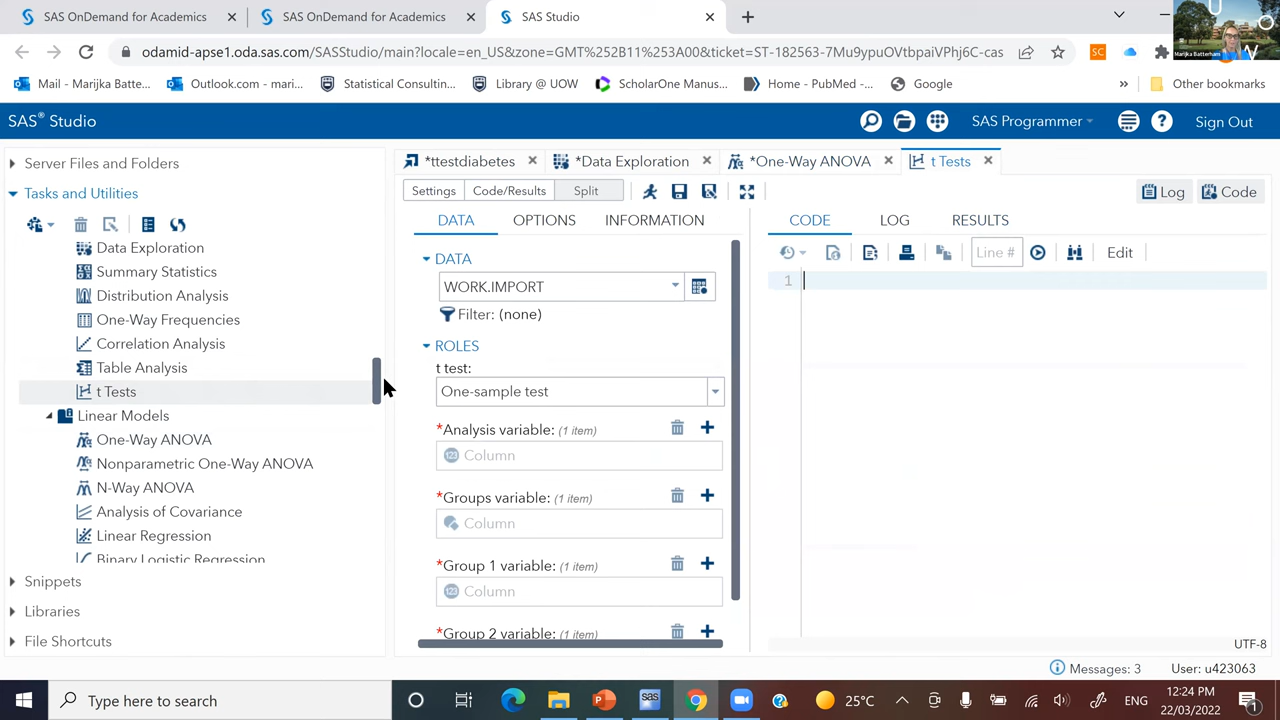 SAS OnDemand for Academics
SAS OnDemand for Academics
SAS Studio
odamid-apse1.oda.sas.com/SASStudio/main?locale=en_US&zone=GMT%252B11%253A00&ticket=ST-182563-7Mu9ypuOVtbpaIVPhj6C-cas
SC
Marijka Batterham
Mail - Marijka Batte...
Outlook.com - mari...
Statistical Consultin...
Library @ UOW
ScholarOne Manus...
Home - PubMed -...
Google
»
Other bookmarks
SAS® Studio
SAS Programmer
Sign Out
Server Files and Folders
Tasks and Utilities
Data Exploration
Summary Statistics
Distribution Analysis
One-Way Frequencies
Correlation Analysis
Table Analysis
t Tests
Linear Models
One-Way ANOVA
Nonparametric One-Way ANOVA
N-Way ANOVA
Analysis of Covariance
Linear Regression
Binary Logistic Regression
Snippets
Libraries
File Shortcuts
*ttestdiabetes
*Data Exploration
*One-Way ANOVA
t Tests
Settings
Code/Results
Split
Log
Code
DATA
OPTIONS
INFORMATION
DATA
WORK.IMPORT
Filter: (none)
ROLES
t test:
One-sample test
*Analysis variable: (1 item)
123 Column
*Groups variable: (1 item)
Column
*Group 1 variable: (1 item)
123 Column
*Group 2 variable: (1 item)
CODE
LOG
RESULTS
Line #
Edit
1
UTF-8
Messages: 3
User: u423063
Type here to search
25°C
ENG
12:24 PM
22/03/2022
1